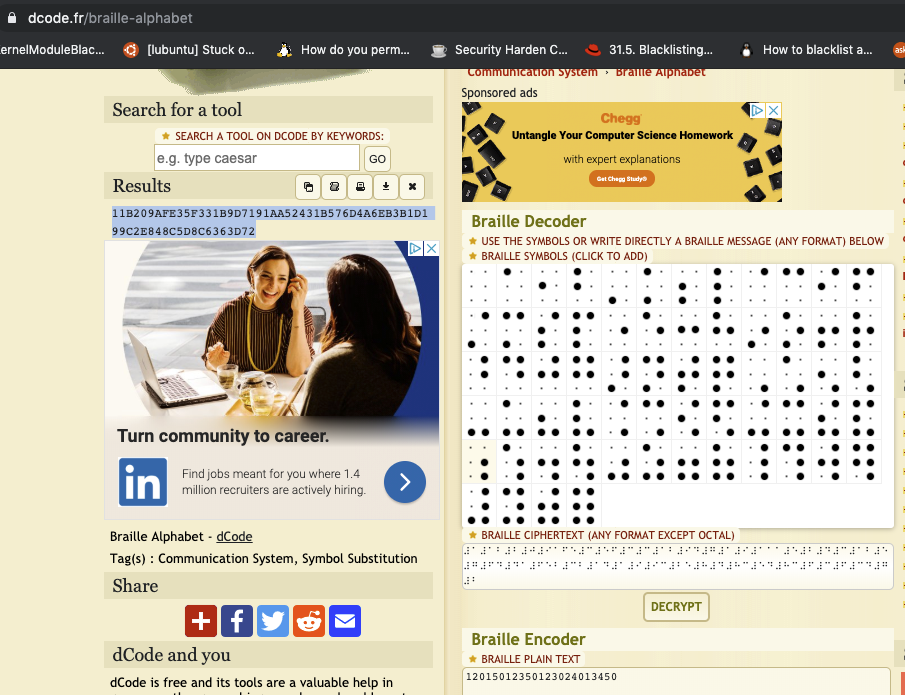 dcode.fr/braille-alphabet
ernelModuleBlac...
[lubuntu] Stuck o...
How do you perm...
Security Harden C...
31.5. Blacklisting...
How to blacklist a...
ask
Search for a tool
★ SEARCH A TOOL ON DCODE BY KEYWORDS:
e.g. type caesar
GO
Results
11B209AFE35F331B9D7191AA52431B576D4A6EB3B1D1
99C2E848C5D8C6363D72
Turn community to career.
in
Find jobs meant for you where 1.4
million recruiters are actively hiring.
Braille Alphabet - dCode
Tag(s) : Communication System, Symbol Substitution
Share
dCode and you
dCode is free and its tools are a valuable help in
Communication System › Braille Alphabet
Sponsored ads
Chegg
Untangle Your Computer Science Homework
with expert explanations
Get Chegg Study®
Braille Decoder
★ USE THE SYMBOLS OR WRITE DIRECTLY A BRAILLE MESSAGE (ANY FORMAT) BELOW
★ BRAILLE SYMBOLS (CLICK TO ADD)
★ BRAILLE CIPHERTEXT (ANY FORMAT EXCEPT OCTAL)
DECRYPT
Braille Encoder
★ BRAILLE PLAIN TEXT
12015012350123024013450